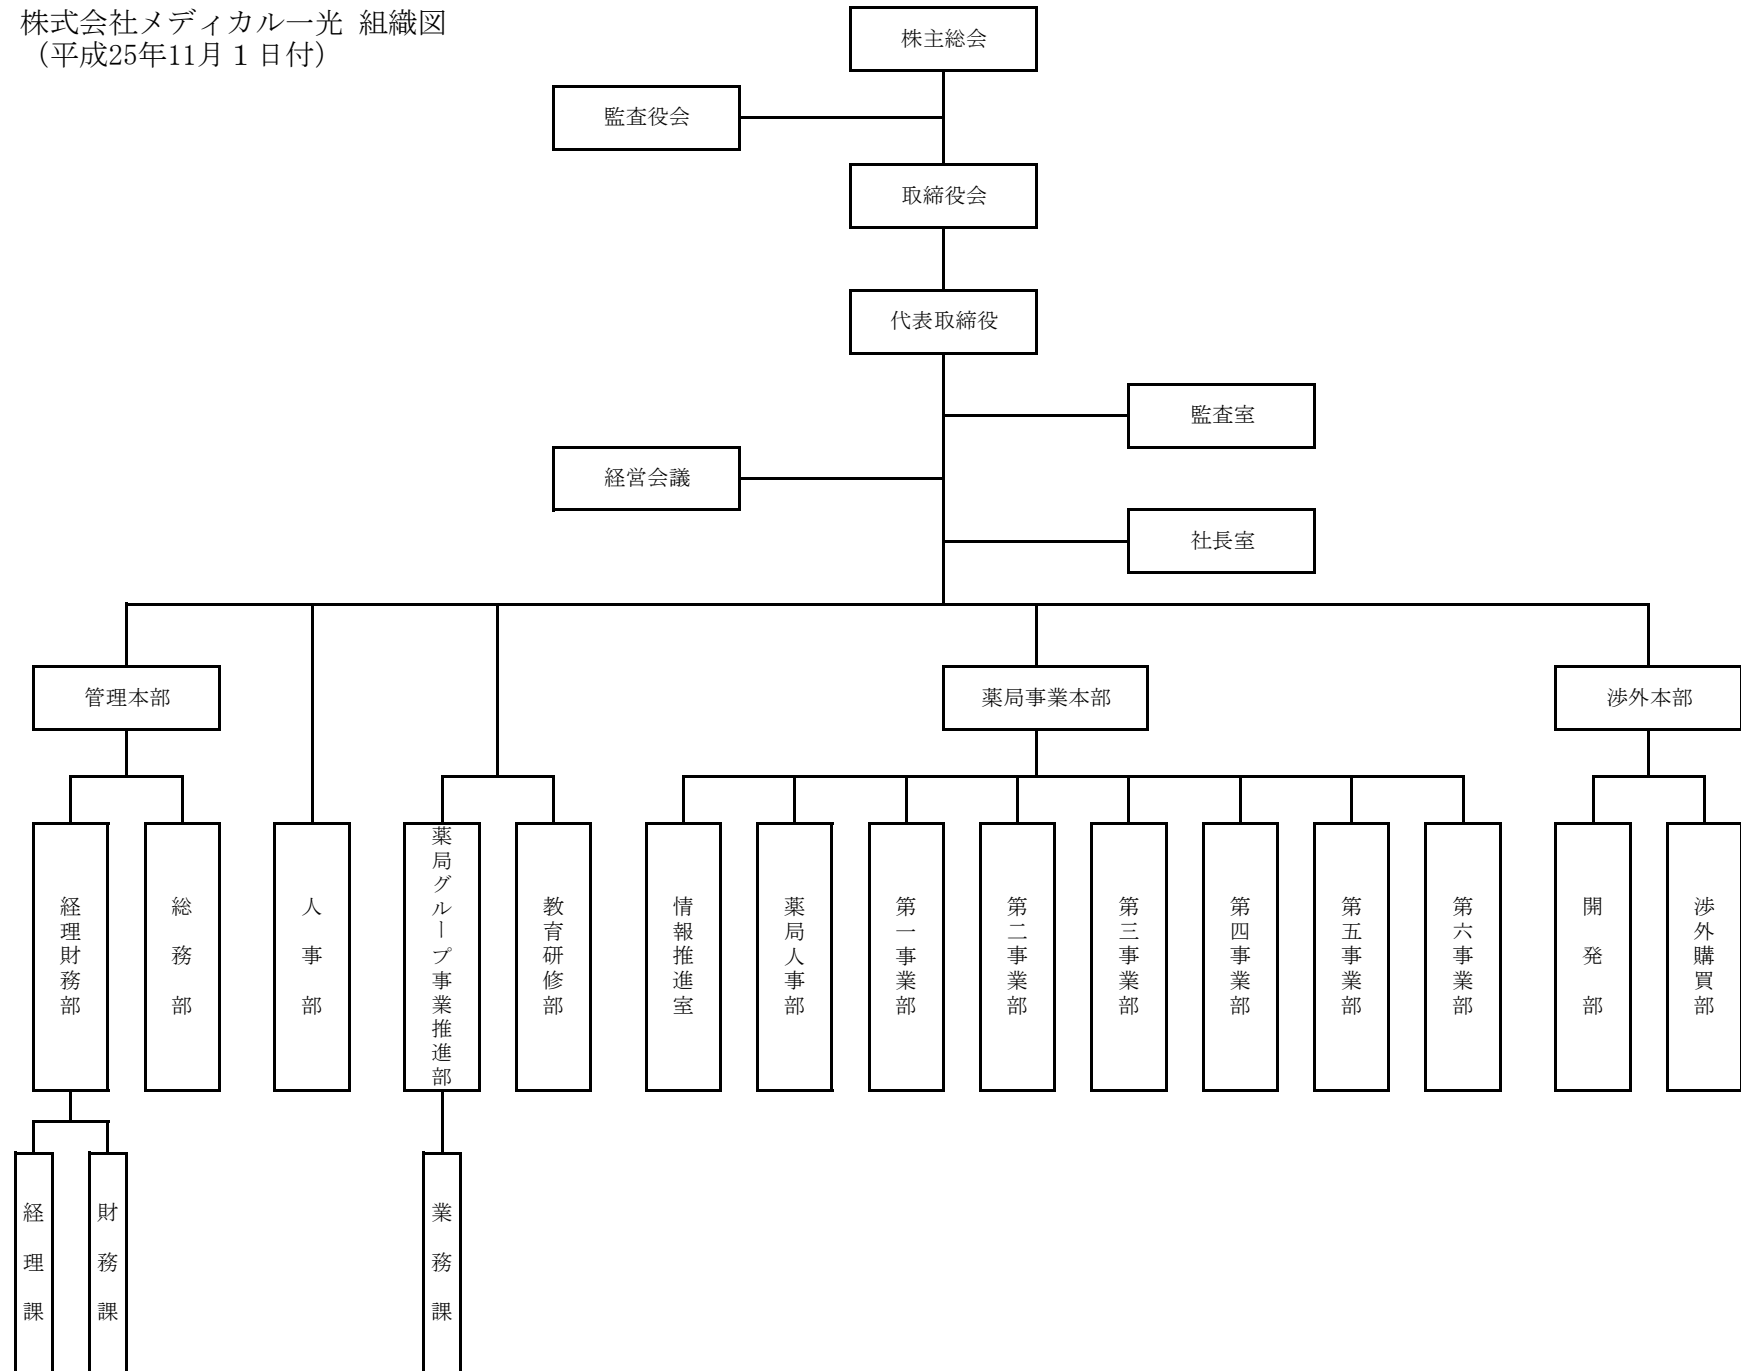 株式会社メディカル一光 組織図
（平成25年11月１日付）
株主総会
監査役会
取締役会
代表取締役
監査室
経営会議
社長室
管理本部
薬局事業本部
渉外本部
経理財務部
総務部
人事部
薬局グループ事業推進部
教育研修部
情報推進室
薬局人事部
第一事業部
第二事業部
第三事業部
第四事業部
第五事業部
第六事業部
開発部
渉外購買部
経理課
財務課
業務課